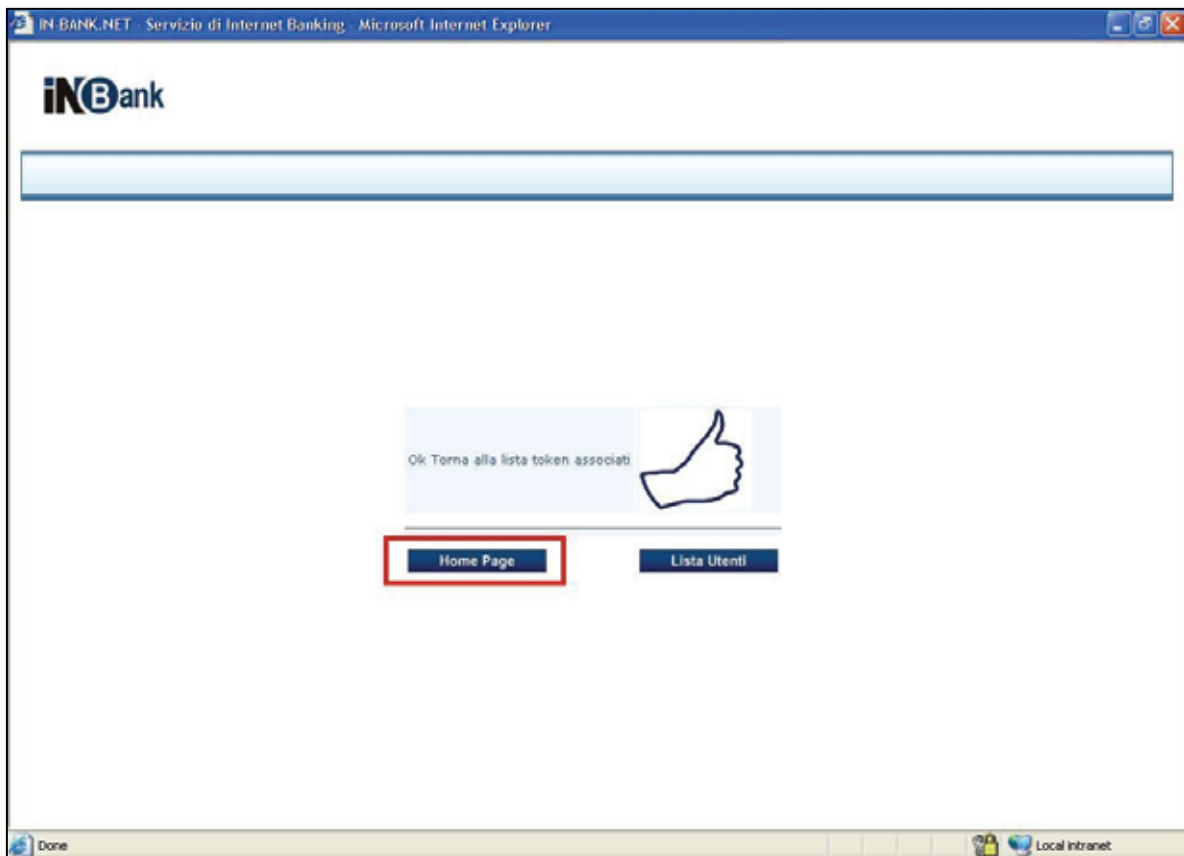 IN BANK.NET - Servizio di Internet Banking - Microsoft Internet Explorer
iNBank
Ok Torna alla lista token associati
Home Page
Lista Utenti
Done
Local intranet